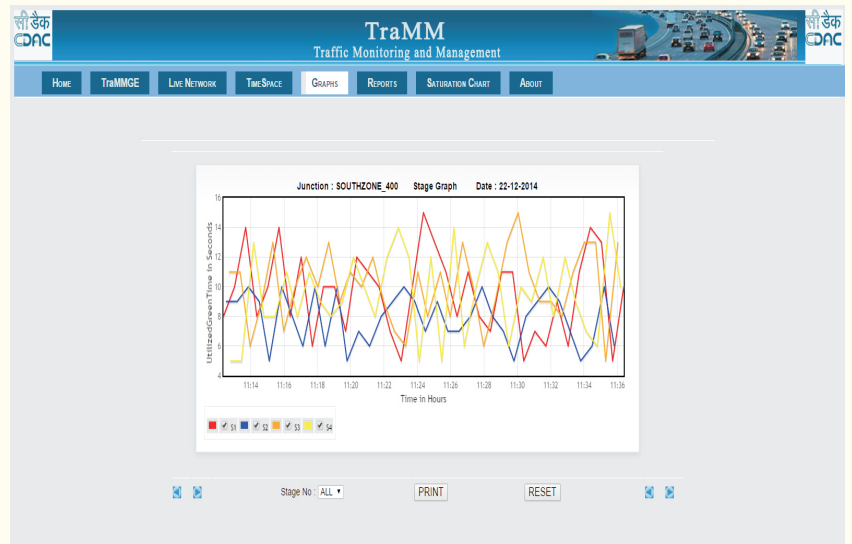 सी डैक
CDAC
TraMM
Traffic Monitoring and Management
सी डैक
CDAC
HOME TraMMGE LIVE NETWORK TIMESPACE GRAPHS REPORTS SATURATION CHART ABOUT
Junction : SOUTHZONE_400 Stage Graph Date : 22-12-2014
UtilizedGreenTime in Seconds
16
14
12
10
8
6
4
11:14 11:16 11:18 11:20 11:22 11:24 11:26 11:28 11:30 11:32 11:34 11:36
Time in Hours
S1 S2 S3 S4
Stage No : ALL PRINT RESET